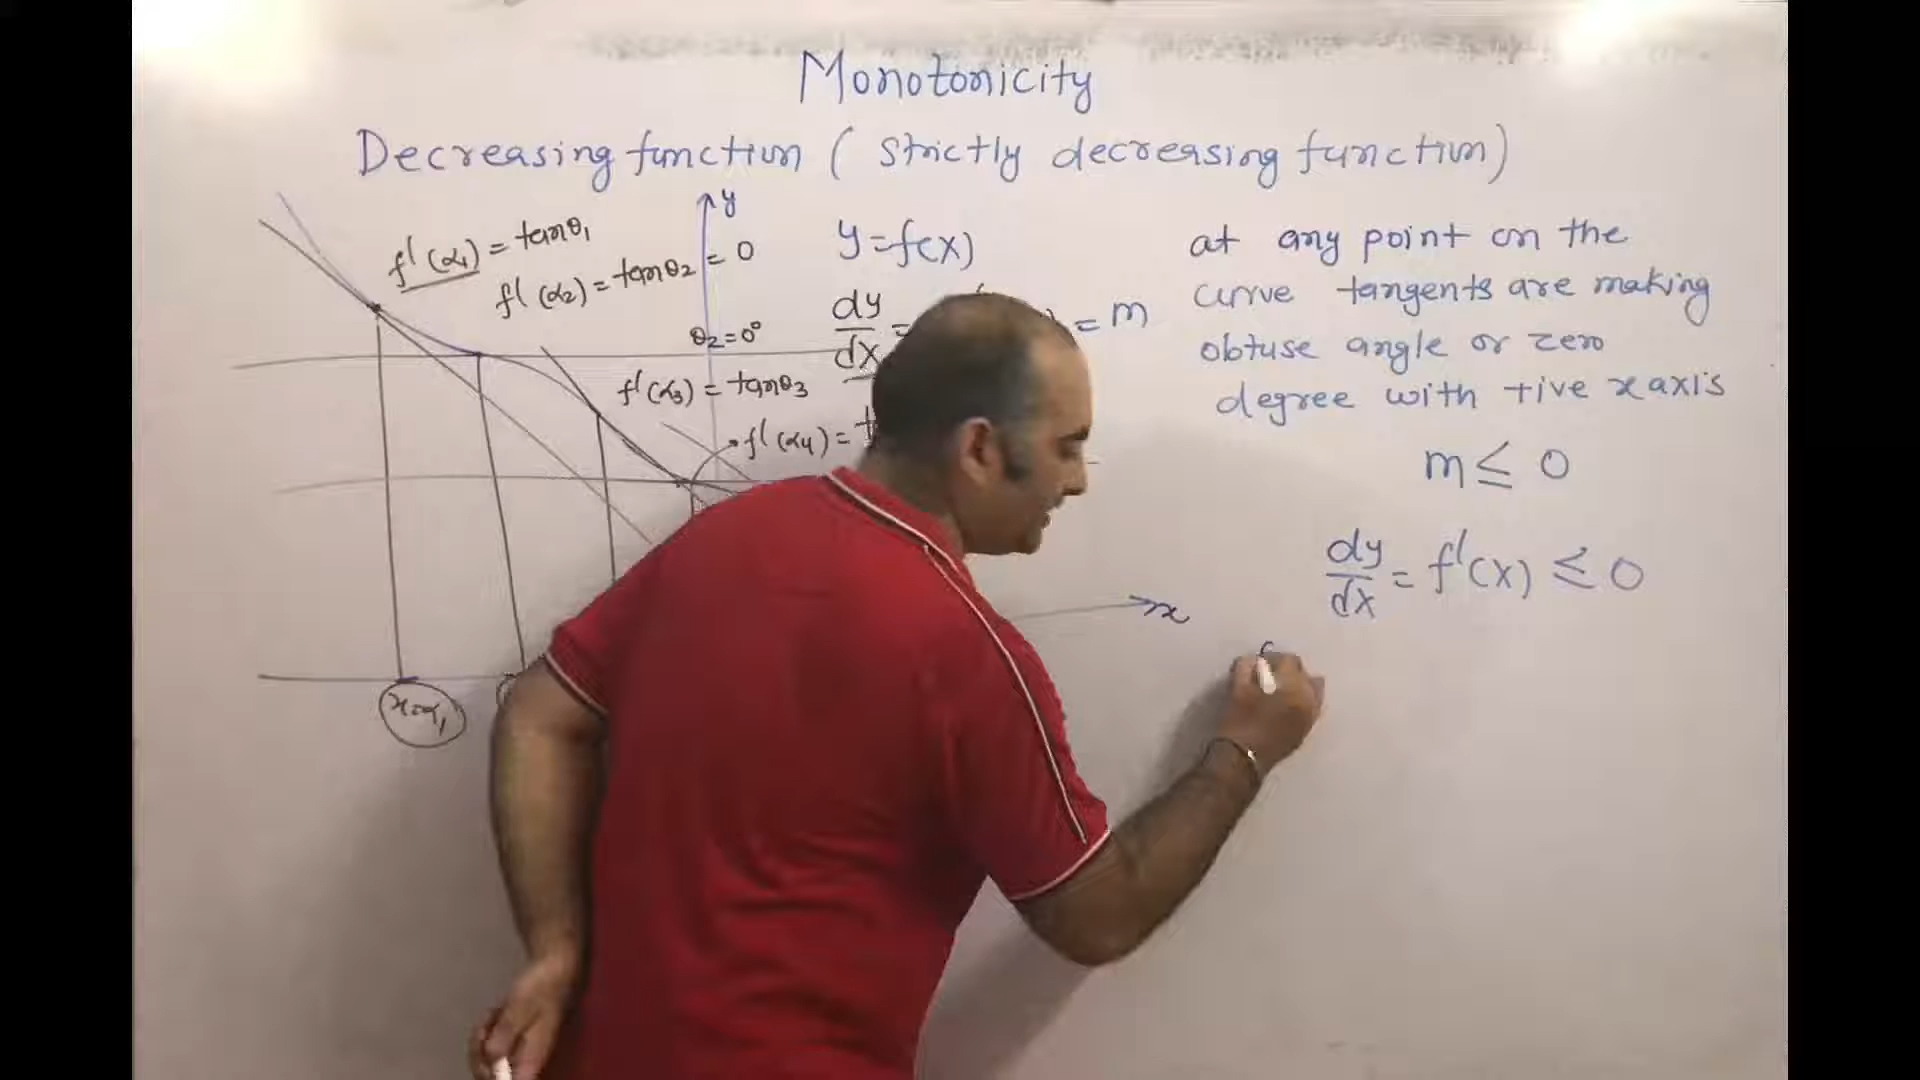 Monotonicity
Decreasing function ( strictly decreasing function)
y
f'(α1) = tanθ1
f'(α2) = tanθ2 = 0
θ2=0°
f'(α3) = tanθ3
f'(α4) =
y=f(x)
dy/dx =
= m
x
x=α1
at any point on the
curve tangents are making
obtuse angle or zero
degree with +ive x axis
m ≤ 0
dy/dx = f'(x) ≤ 0